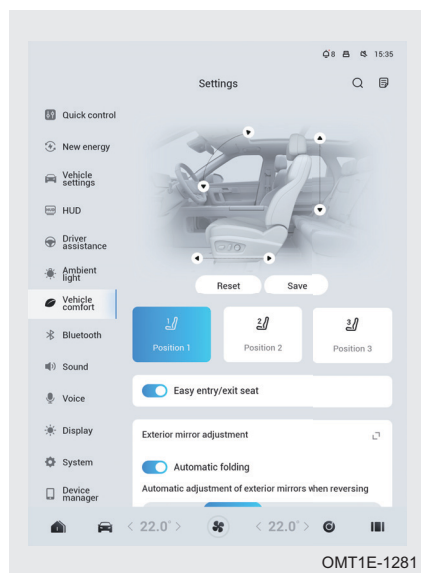 8 15:35
Settings
Quick control
New energy
Vehicle
settings
HUD
HUD
Driver
assistance
Ambient
light
Vehicle
comfort
Bluetooth
Sound
Voice
Display
System
Device
manager
Reset Save
1 2 3
Position 1 Position 2 Position 3
Easy entry/exit seat
Exterior mirror adjustment
Automatic folding
Automatic adjustment of exterior mirrors when reversing
< 22.0° > < 22.0° >
OMT1E-1281